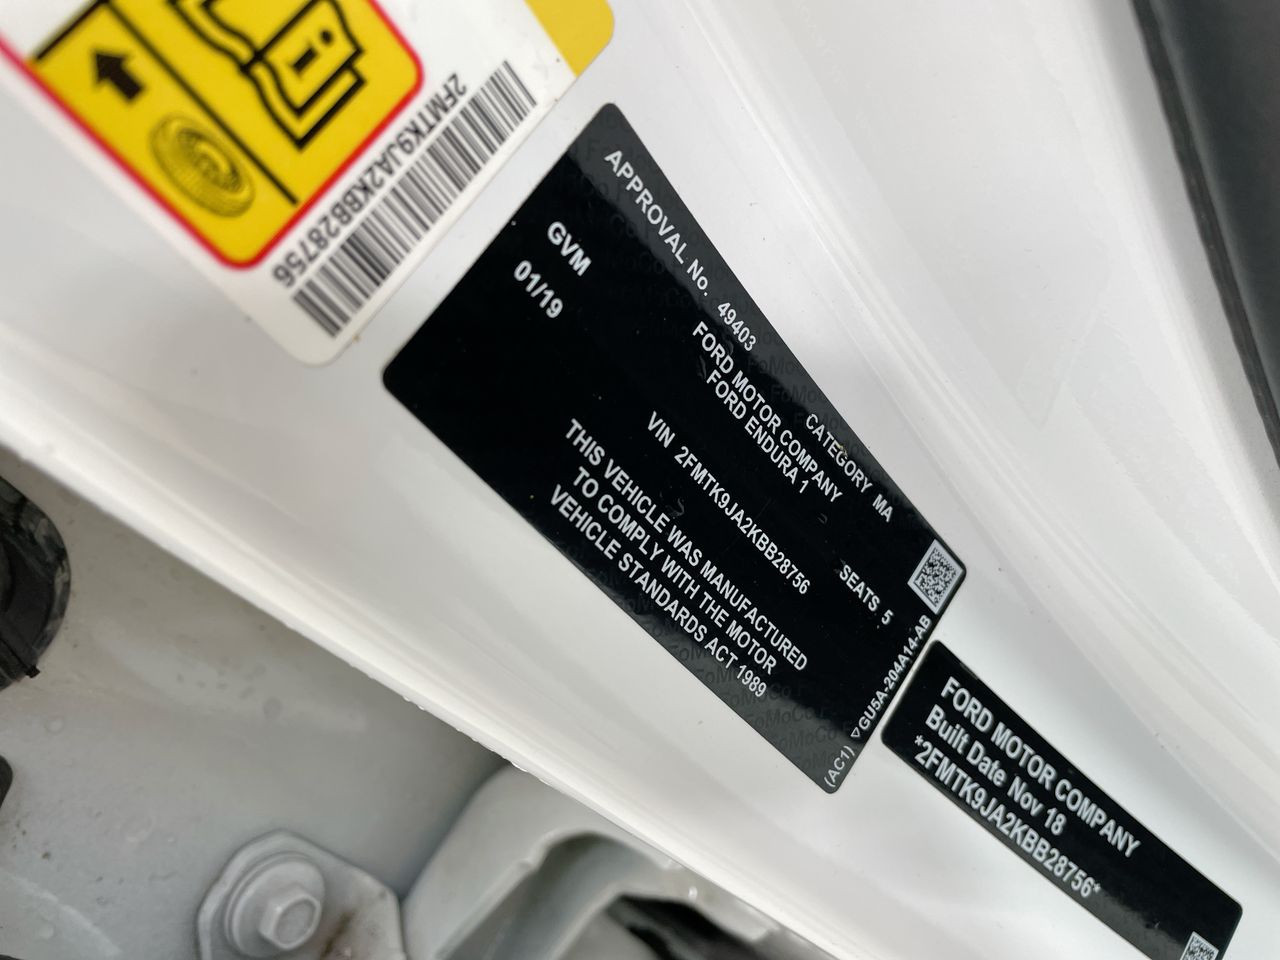 2FMTK9JA2KBB28756
APPROVAL No. 49403 CATEGORY MA
FORD MOTOR COMPANY
FORD ENDURA 1
GVM
01/19
VIN 2FMTK9JA2KBB28756 SEATS 5
THIS VEHICLE WAS MANUFACTURED
TO COMPLY WITH THE MOTOR
VEHICLE STANDARDS ACT 1989
(AC1) ▷GU5A-204A14-AB
FORD MOTOR COMPANY
Built Date Nov 18
*2FMTK9JA2KBB28756*